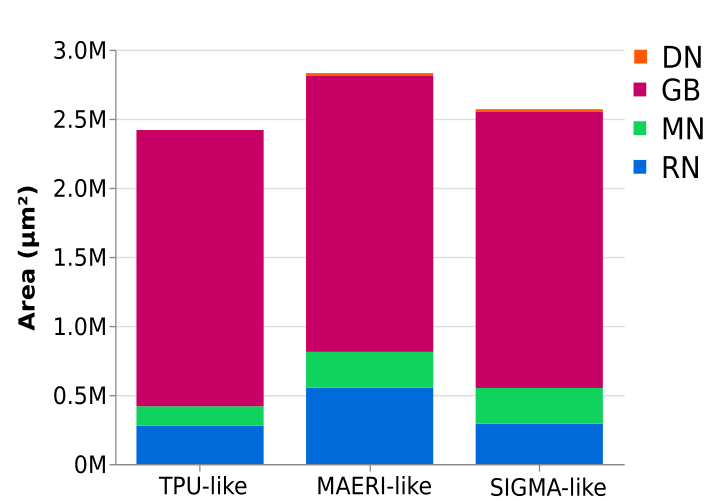 3.0M
2.5M
2.0M
1.5M
1.0M
0.5M
0M
Area (μm²)
TPU-like
MAERI-like
SIGMA-like
DN
GB
MN
RN